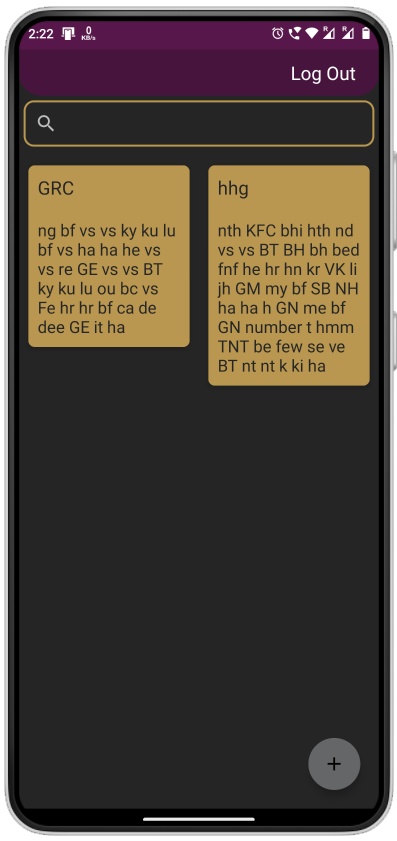 2:22
0
KB/s
R
R
Log Out
GRC
ng bf vs vs ky ku lu
bf vs ha ha he vs
vs re GE vs vs BT
ky ku lu ou bc vs
Fe hr hr bf ca de
dee GE it ha
hhg
nth KFC bhi hth nd
vs vs BT BH bh bed
fnf he hr hn kr VK li
jh GM my bf SB NH
ha ha h GN me bf
GN number t hmm
TNT be few se ve
BT nt nt k ki ha